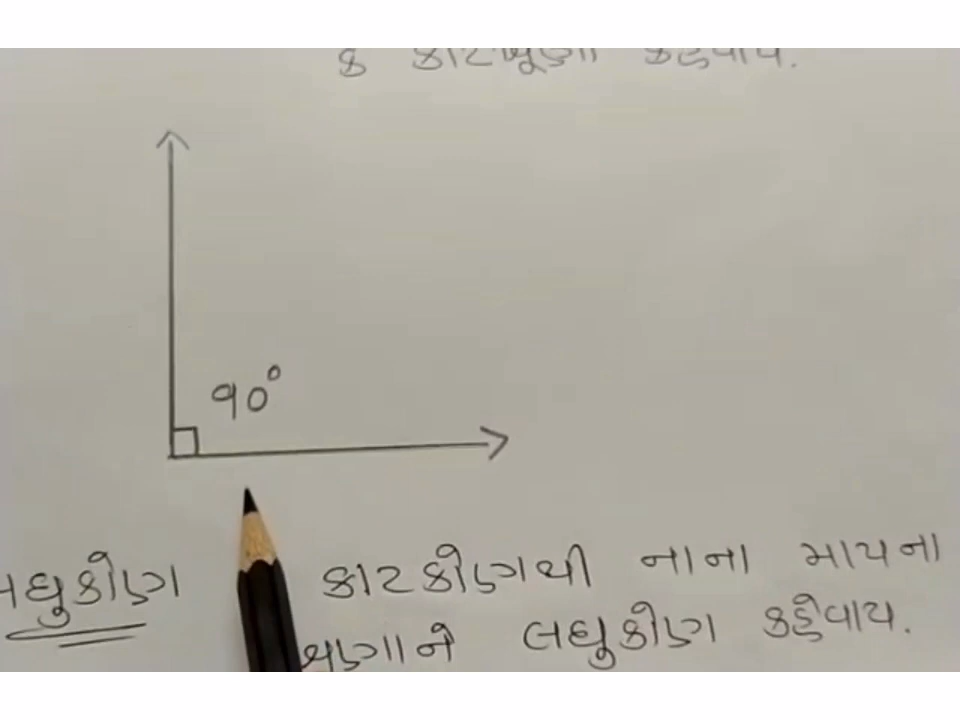 કે કાટખૂણો કહેવાય.
90°
લઘુકોણ કાટકોણથી નાના માપના
ખૂણાને લઘુકોણ કહેવાય.